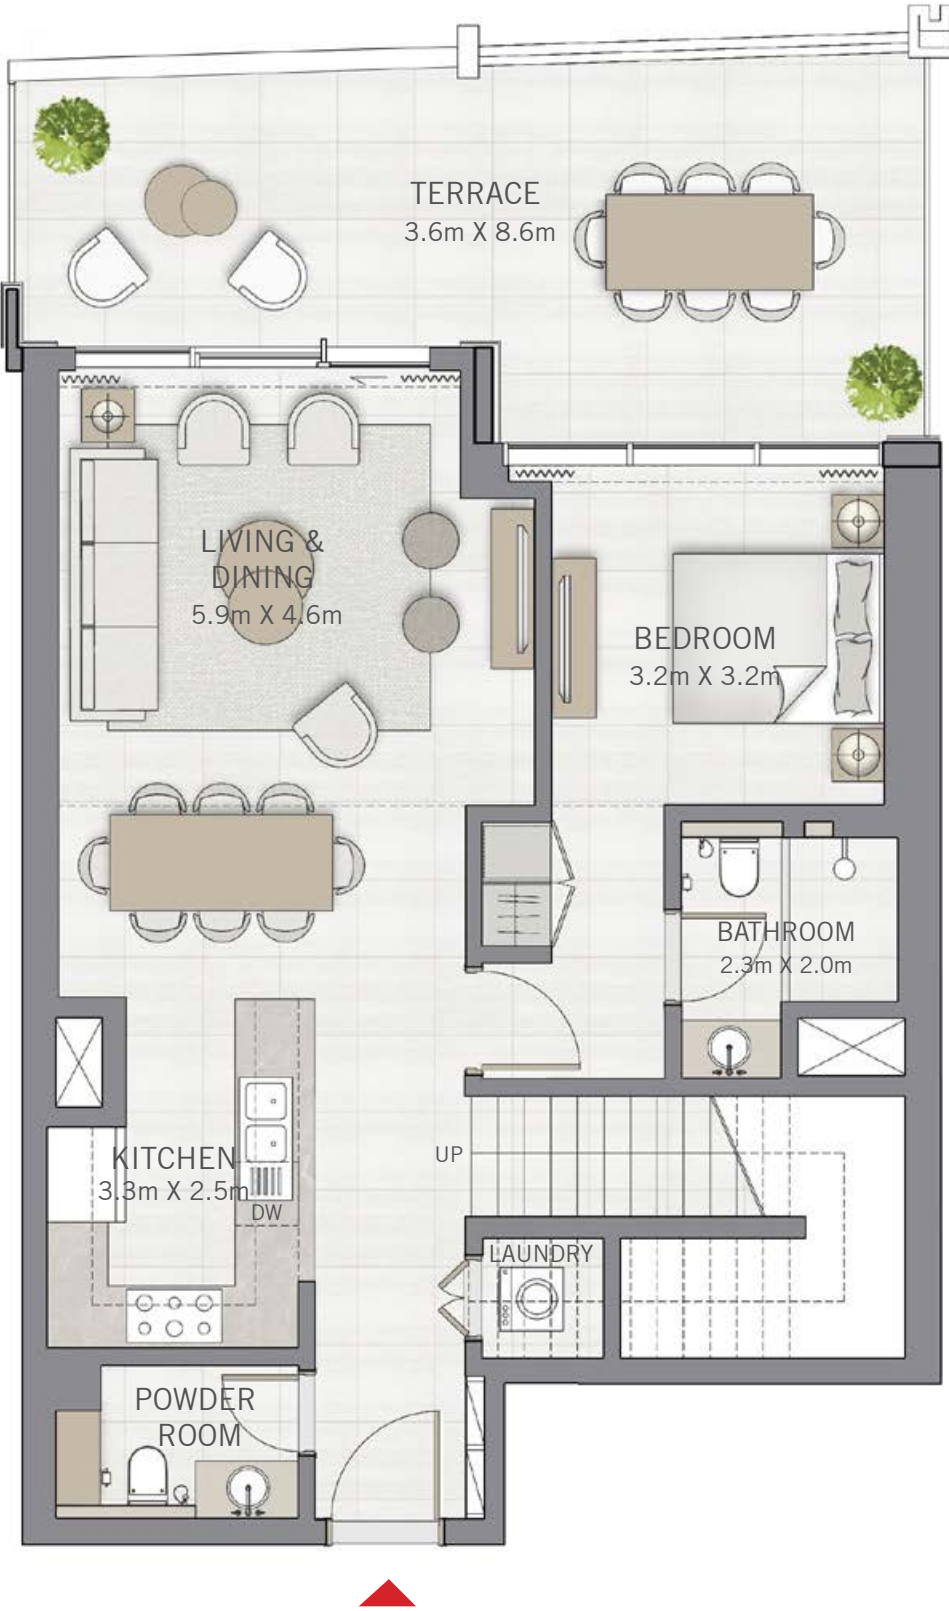 TERRACE
3.6m X 8.6m
LIVING &
DINING
5.9m X 4.6m
BEDROOM
3.2m X 3.2m
BATHROOM
2.3m X 2.0m
KITCHEN
3.3m X 2.5m
UP
DW
LAUNDRY
POWDER
ROOM